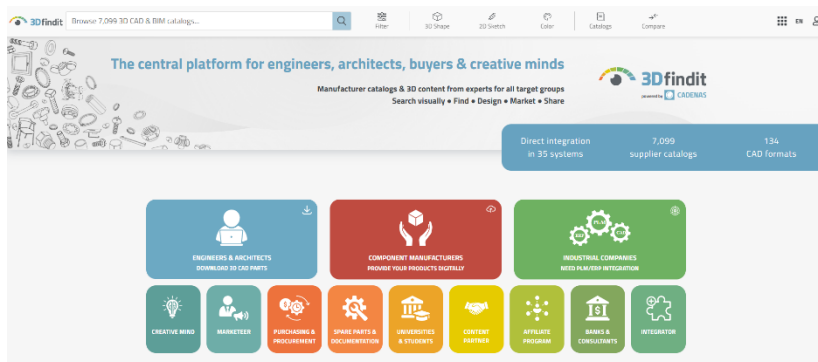 3Dfindit
Browse 7,099 3D CAD & BIM catalogs...
Filter
3D Shape
2D Sketch
Color
Catalogs
Compare
EN
The central platform for engineers, architects, buyers & creative minds
Manufacturer catalogs & 3D content from experts for all target groups
Search visually ● Find ● Design ● Market ● Share
3Dfindit
powered by CADENAS
Direct integration
in 35 systems
7,099
supplier catalogs
134
CAD formats
ENGINEERS & ARCHITECTS
DOWNLOAD 3D CAD PARTS
COMPONENT MANUFACTURERS
PROVIDE YOUR PRODUCTS DIGITALLY
ERP
PLM
CAD
INDUSTRIAL COMPANIES
NEED PLM/ERP INTEGRATION
CREATIVE MIND
MARKETEER
PURCHASING &
PROCUREMENT
SPARE PARTS &
DOCUMENTATION
UNIVERSITIES
& STUDENTS
CONTENT
PARTNER
AFFILIATE
PROGRAM
BANKS &
CONSULTANTS
INTEGRATOR